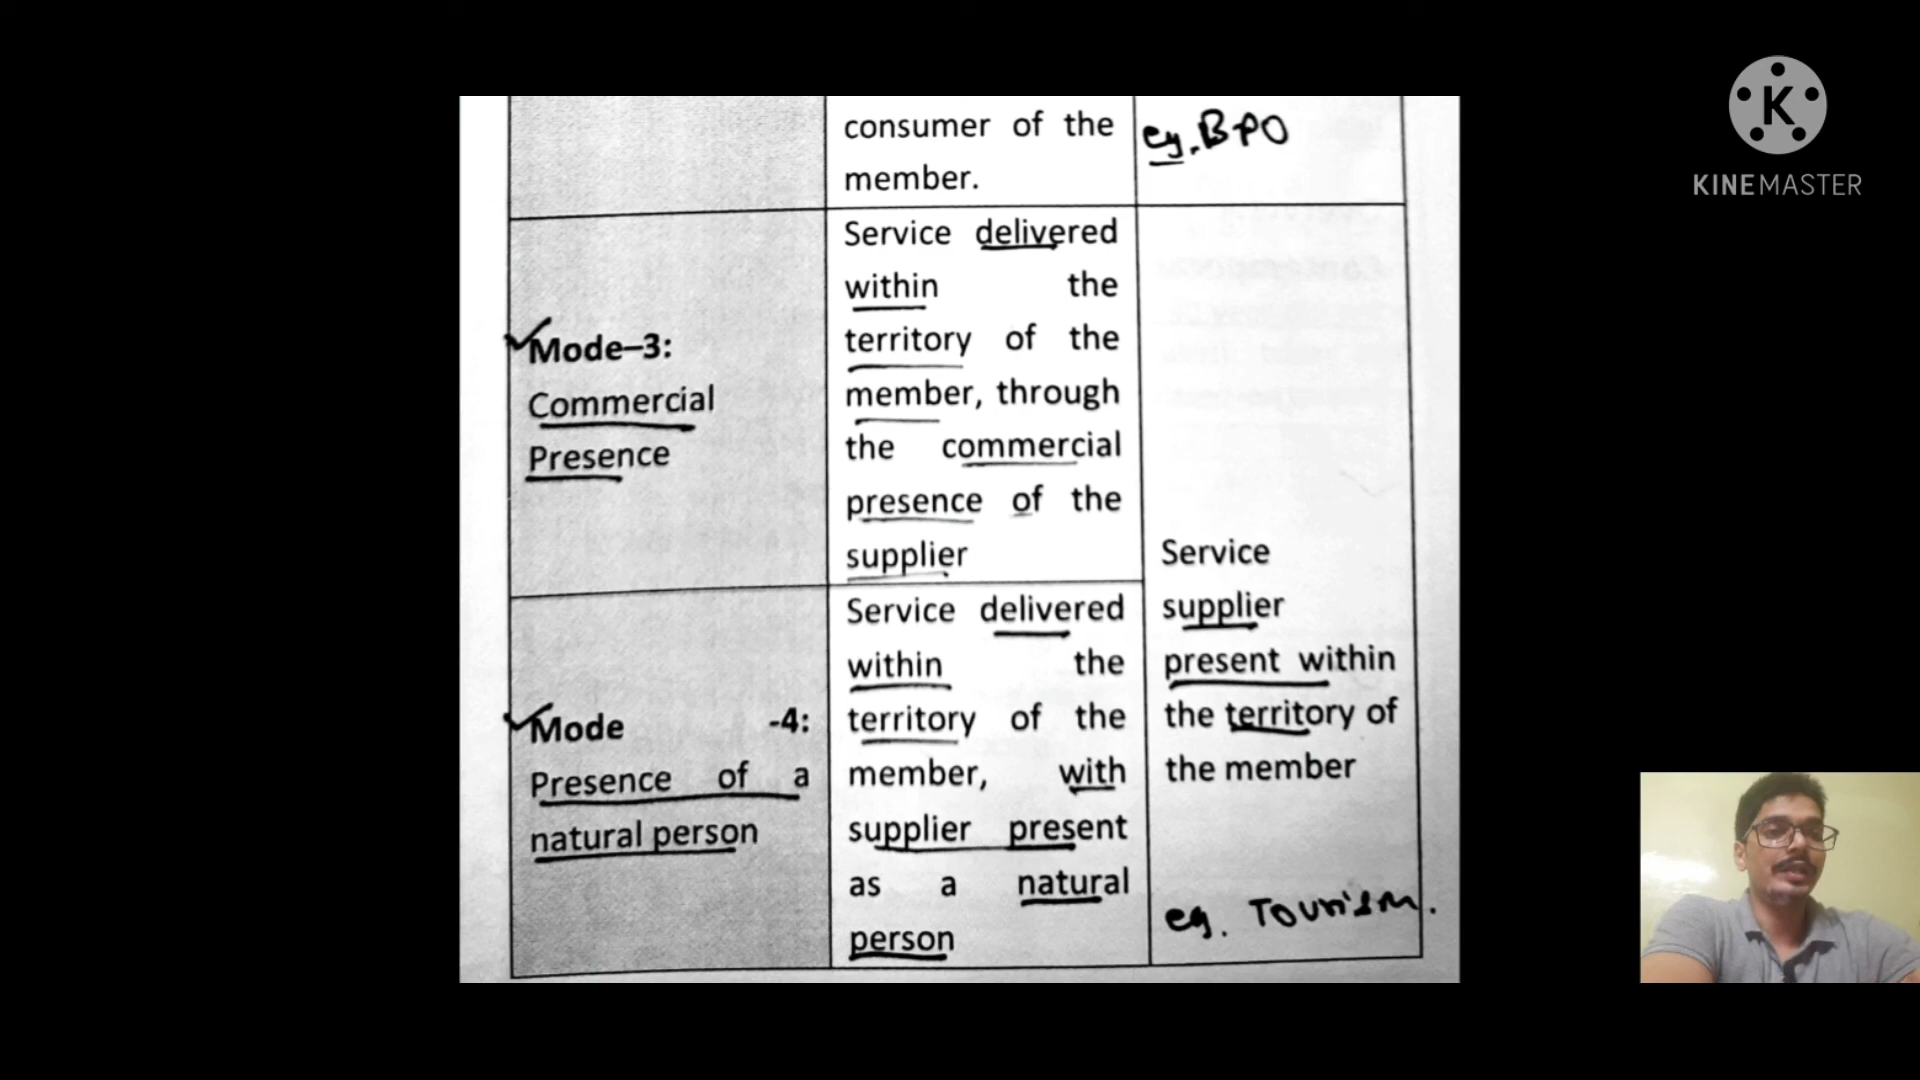 consumer of the
member.
eg. BPO
Mode–3:
Commercial
Presence
Service delivered
within the
territory of the
member, through
the commercial
presence of the
supplier
Mode -4:
Presence of a
natural person
Service delivered
within the
territory of the
member, with
supplier present
as a natural
person
Service
supplier
present within
the territory of
the member
eg. Tourism.
K
KINEMASTER